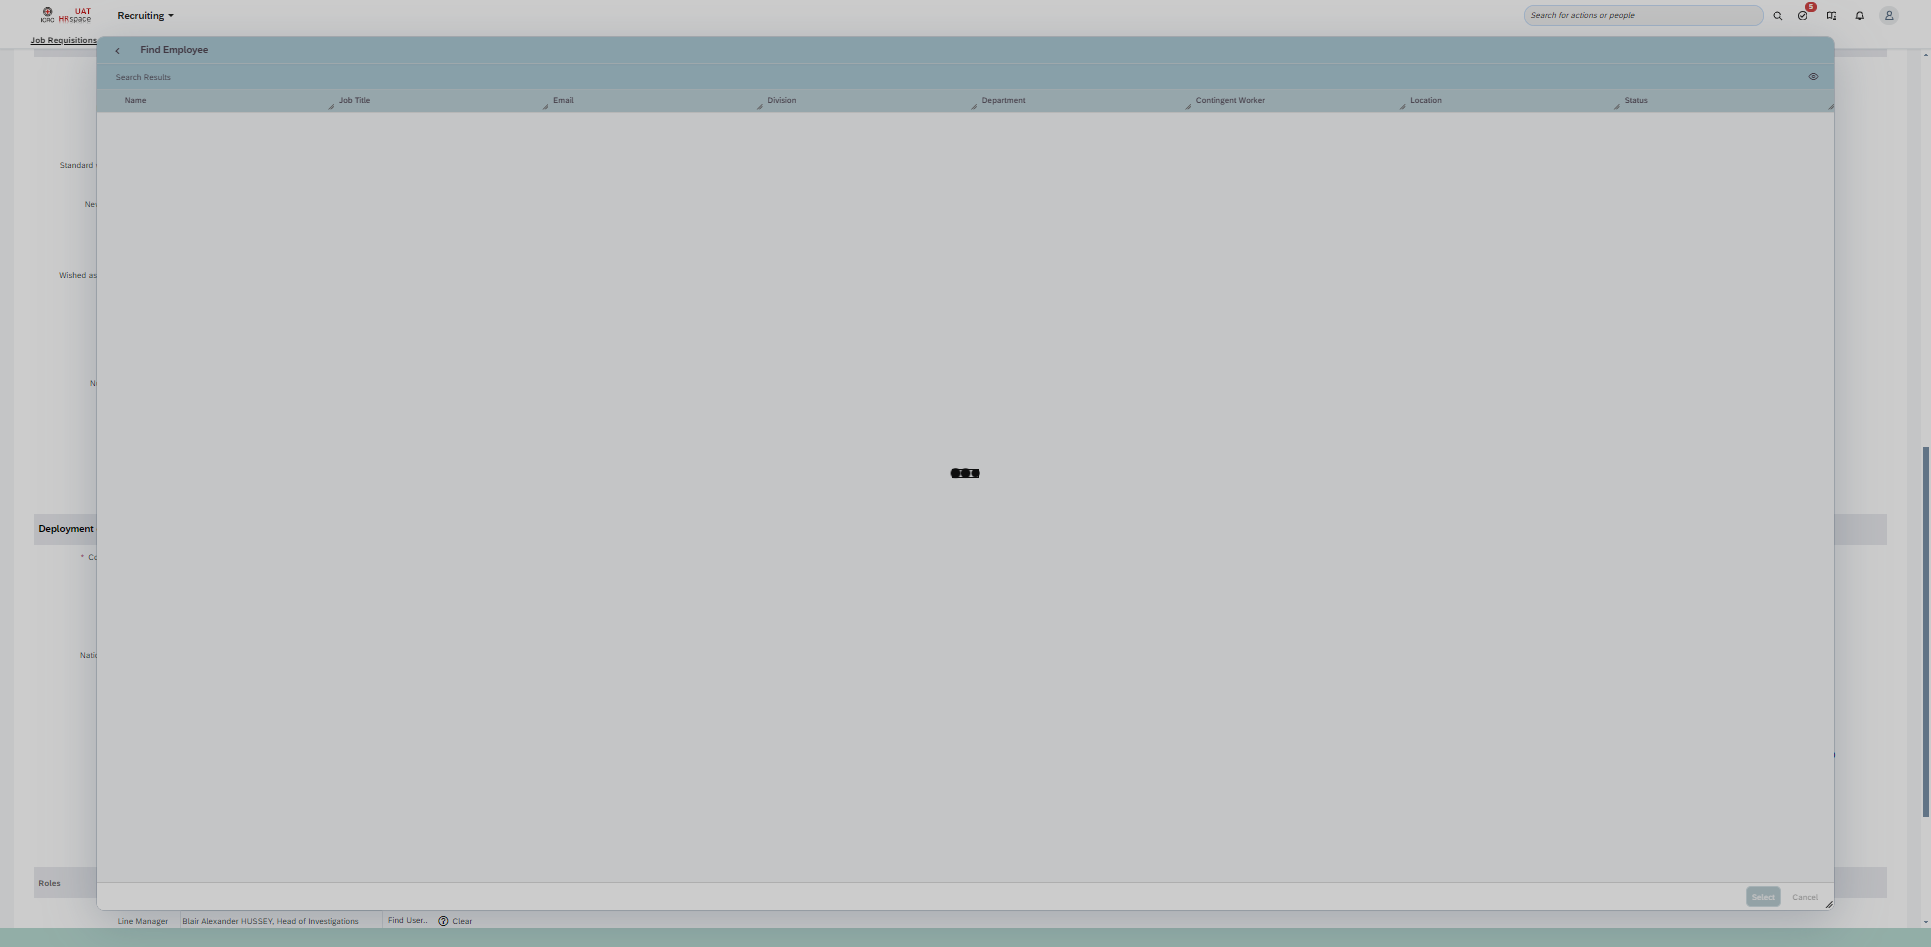 UAT
ICRC HRspace
Recruiting
Search for actions or people
5
Job Requisitions
Find Employee
Search Results
Name Job Title Email Division Department Contingent Worker Location Status
Standard
Wished as
Deployment
* Co
Natio
Select Cancel
Roles
Line Manager Blair Alexander HUSSEY, Head of Investigations Find User.. ? Clear